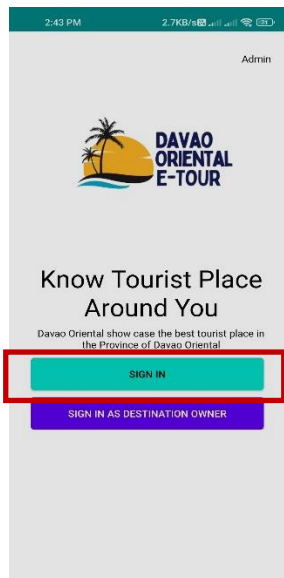 2:43 PM 2.7KB/s
Admin
DAVAO
ORIENTAL
E-TOUR
Know Tourist Place
Around You
Davao Oriental show case the best tourist place in
the Province of Davao Oriental
SIGN IN
SIGN IN AS DESTINATION OWNER